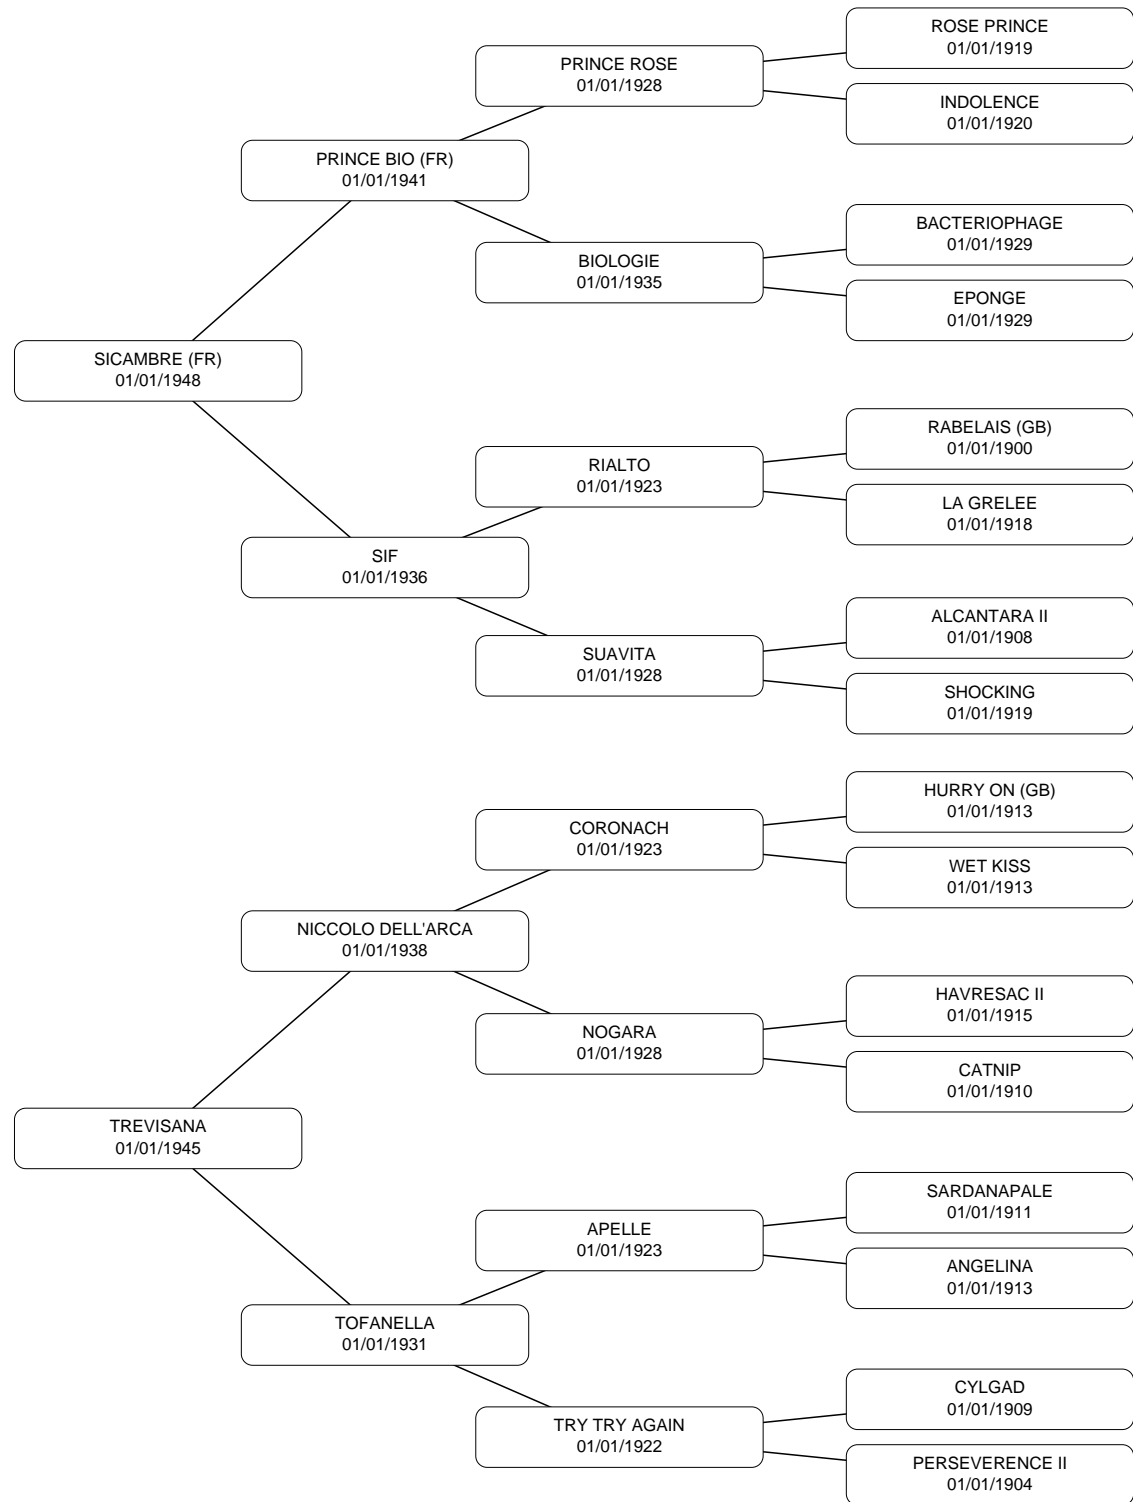 ROSE PRINCE
01/01/1919
PRINCE ROSE
01/01/1928
INDOLENCE
01/01/1920
PRINCE BIO (FR)
01/01/1941
BACTERIOPHAGE
01/01/1929
BIOLOGIE
01/01/1935
EPONGE
01/01/1929
SICAMBRE (FR)
01/01/1948
RABELAIS (GB)
01/01/1900
RIALTO
01/01/1923
LA GRELEE
01/01/1918
SIF
01/01/1936
ALCANTARA II
01/01/1908
SUAVITA
01/01/1928
SHOCKING
01/01/1919
HURRY ON (GB)
01/01/1913
CORONACH
01/01/1923
WET KISS
01/01/1913
NICCOLO DELL'ARCA
01/01/1938
HAVRESAC II
01/01/1915
NOGARA
01/01/1928
CATNIP
01/01/1910
TREVISANA
01/01/1945
SARDANAPALE
01/01/1911
APELLE
01/01/1923
ANGELINA
01/01/1913
TOFANELLA
01/01/1931
CYLGAD
01/01/1909
TRY TRY AGAIN
01/01/1922
PERSEVERENCE II
01/01/1904